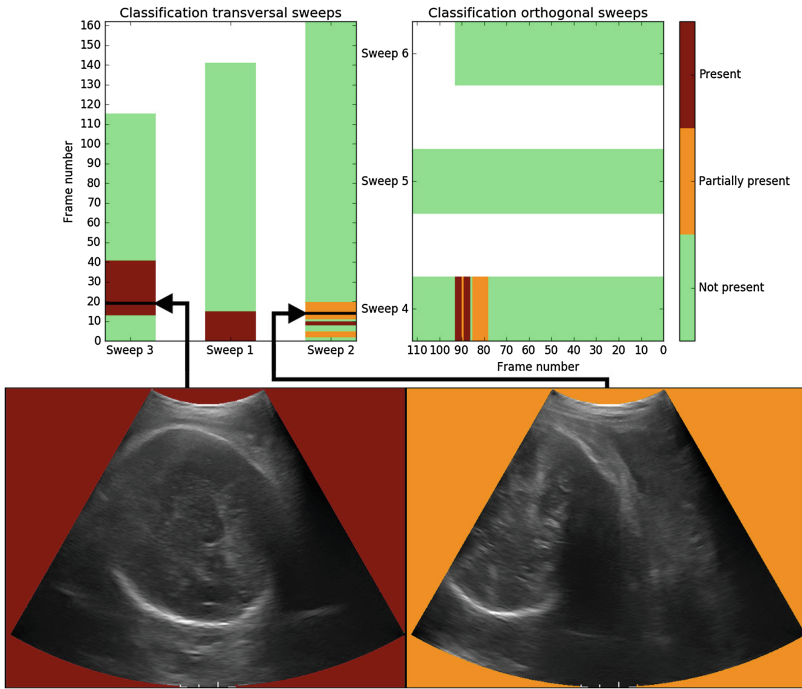 Classification transversal sweeps
Frame number
160
150
140
130
120
110
100
90
80
70
60
50
40
30
20
10
0
Sweep 3 Sweep 1 Sweep 2
Classification orthogonal sweeps
Sweep 6
Sweep 5
Sweep 4
110 100 90 80 70 60 50 40 30 20 10 0
Frame number
Present
Partially present
Not present